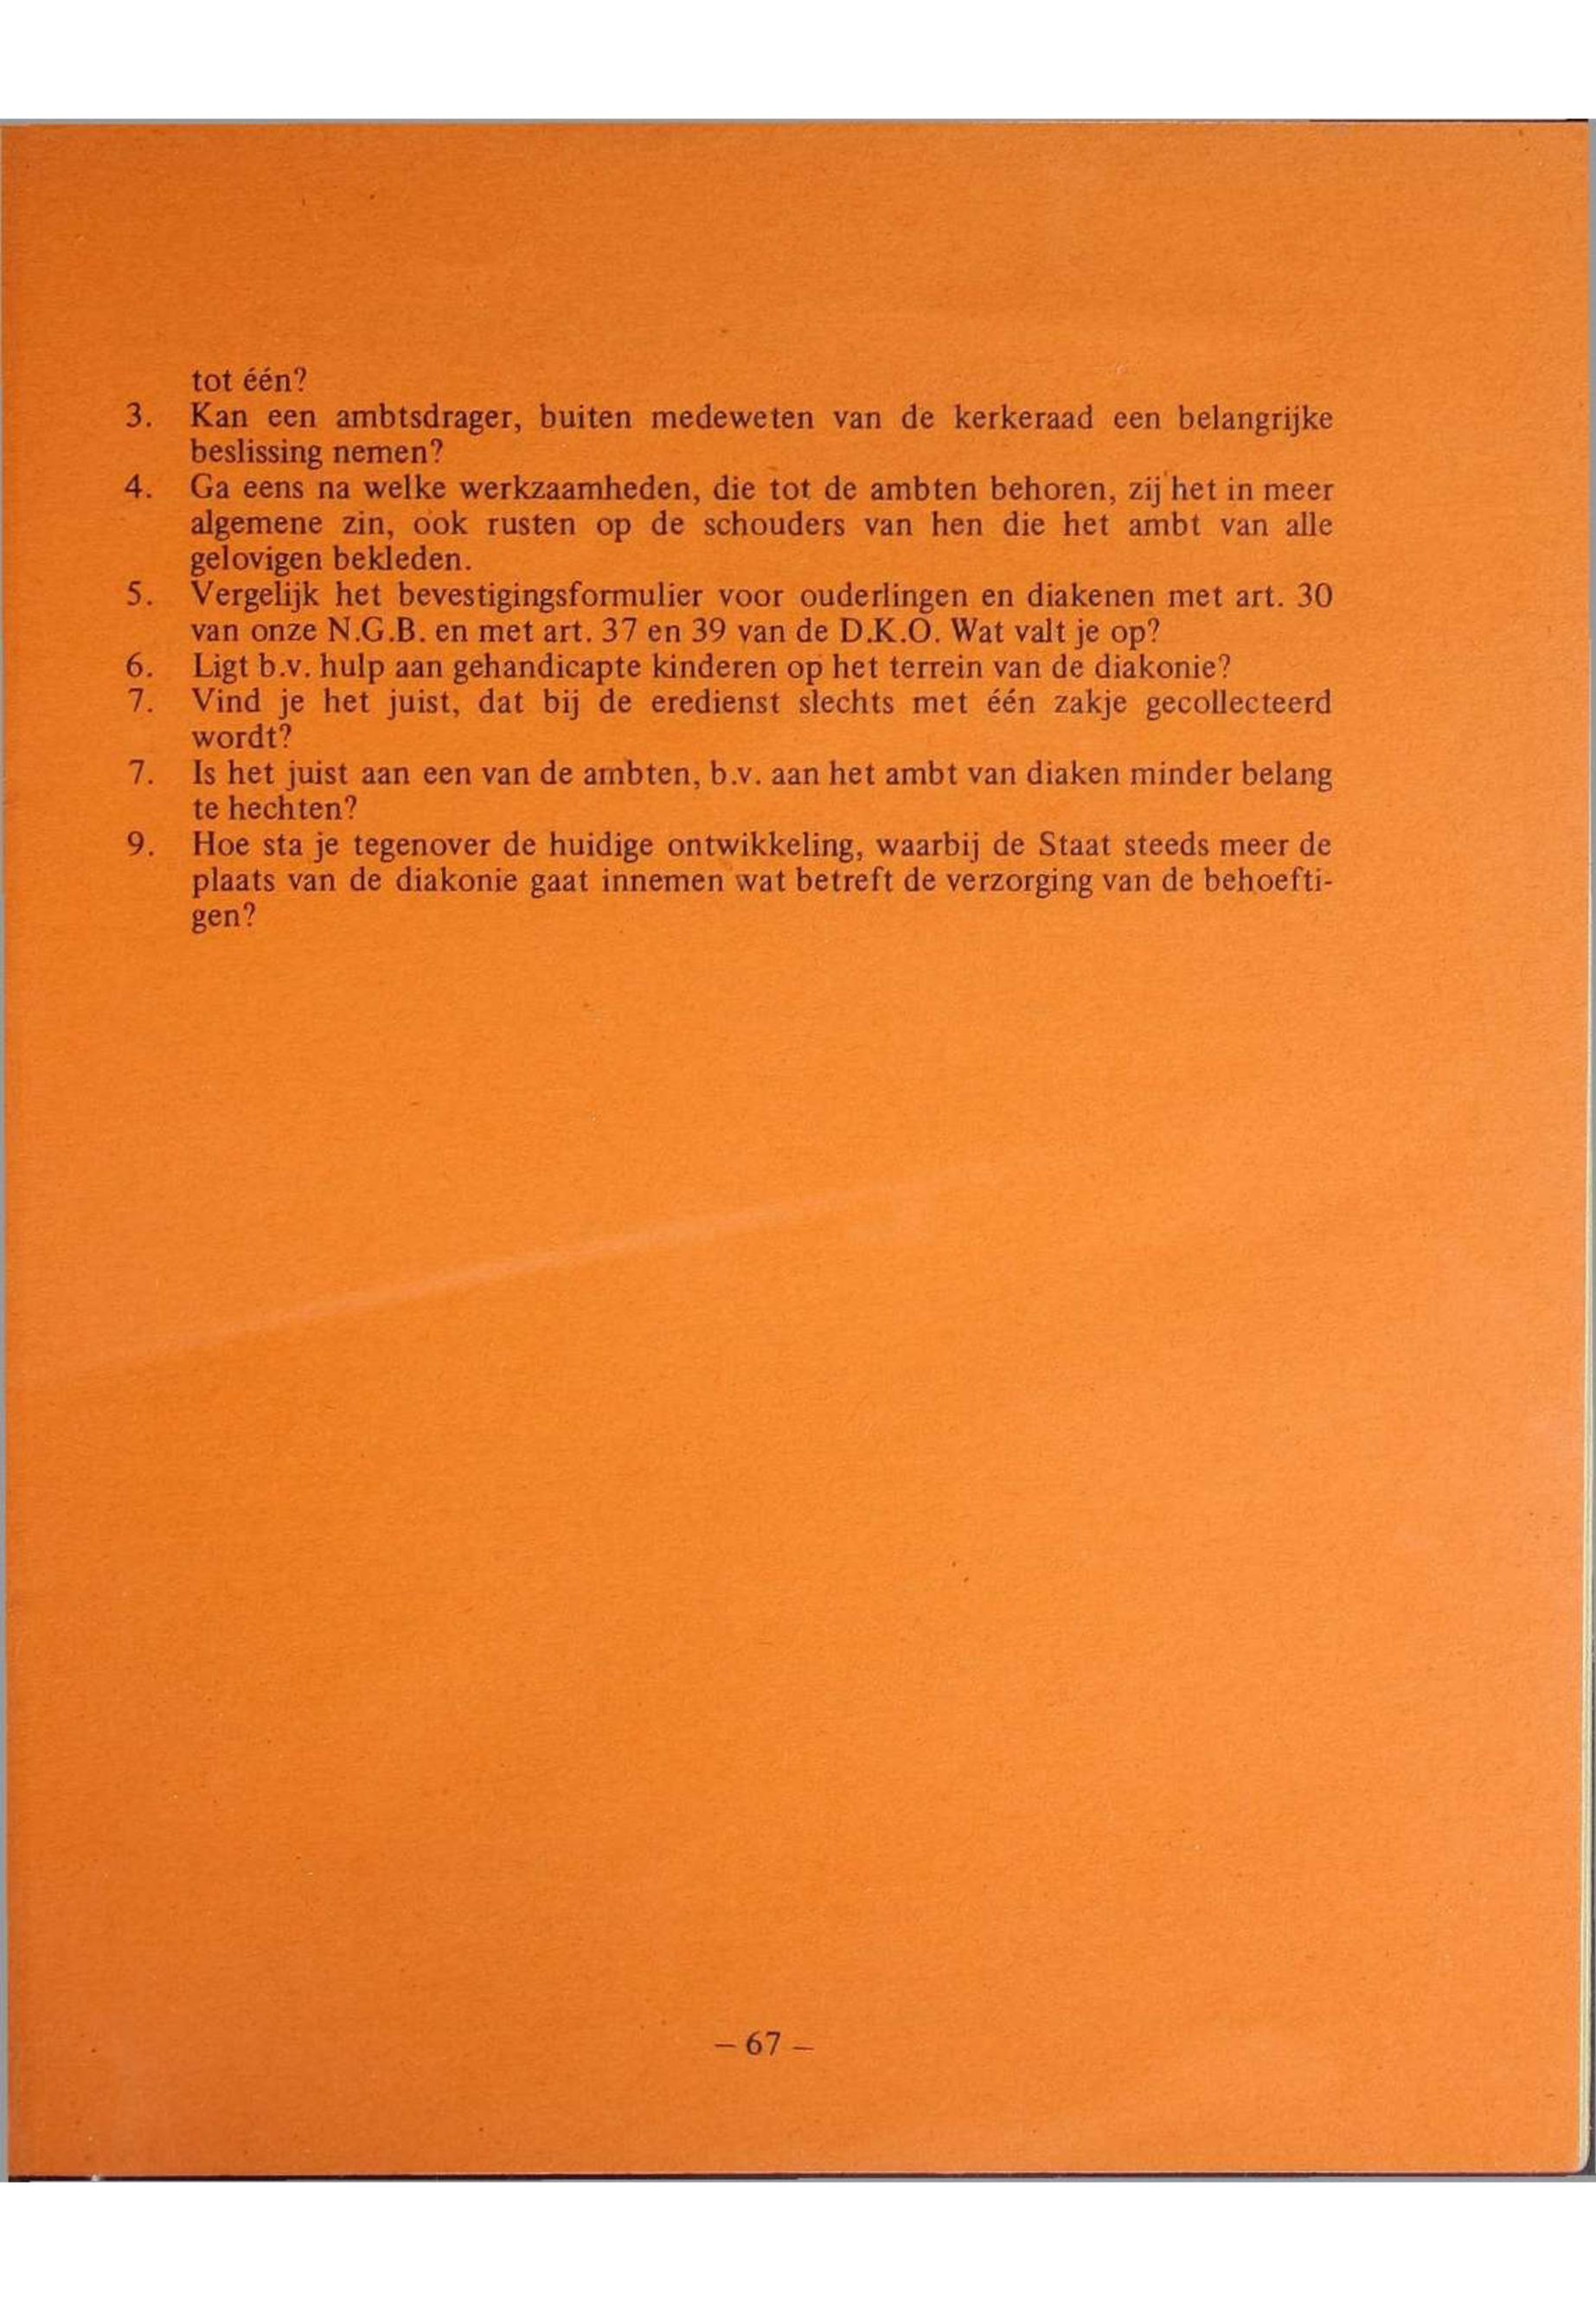 tot één?
3. Kan een ambtsdrager, buiten medeweten van de kerkeraad een belangrijke
beslissing nemen?
4. Ga eens na welke werkzaamheden, die tot de ambten behoren, zij het in meer
algemene zin, ook rusten op de schouders van hen die het ambt van alle
gelovigen bekleden.
5. Vergelijk het bevestigingsformulier voor ouderlingen en diakenen met art. 30
van onze N.G.B. en met art. 37 en 39 van de D.K.O. Wat valt je op?
6. Ligt b.v. hulp aan gehandicapte kinderen op het terrein van de diakonie?
7. Vind je het juist, dat bij de eredienst slechts met één zakje gecollecteerd
wordt?
7. Is het juist aan een van de ambten, b.v. aan het ambt van diaken minder belang
te hechten?
9. Hoe sta je tegenover de huidige ontwikkeling, waarbij de Staat steeds meer de
plaats van de diakonie gaat innemen wat betreft de verzorging van de behoefti-
gen?
– 67 –